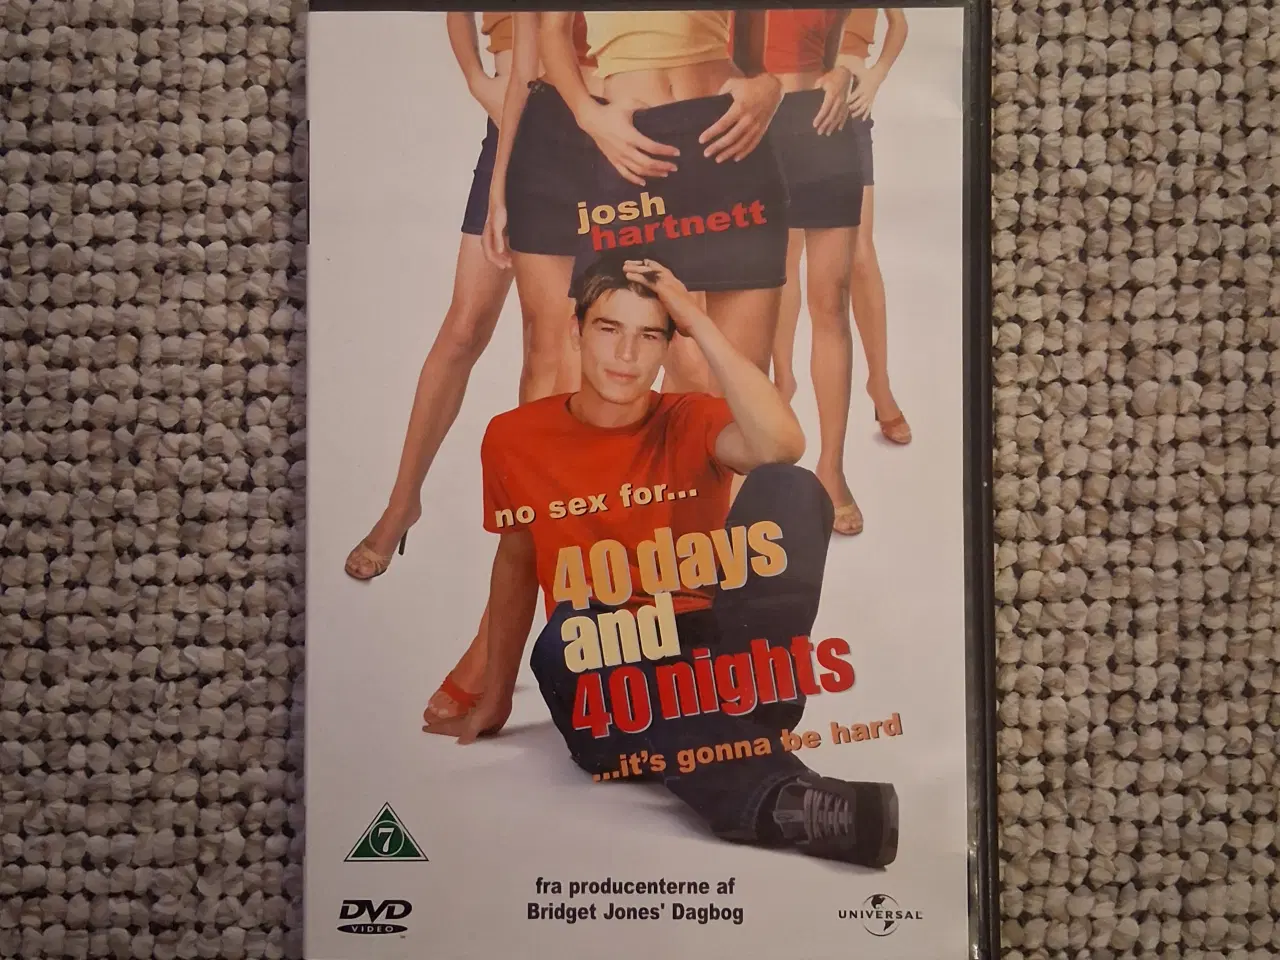 josh
hartnett
no sex for...
40 days
and
40 nights
...it's gonna be hard
7
fra producenterne af
Bridget Jones' Dagbog
DVD
VIDEO
UNIVERSAL